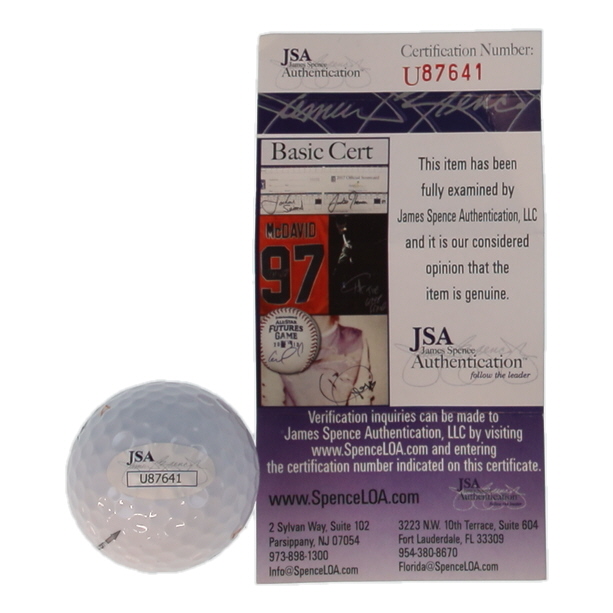 JSA
James Spence
Authentication
Certification Number:
U87641
James Spence
Basic Cert
McDAVID
97
ALL-STAR
FUTURES
GAME
This item has been
fully examined by
James Spence Authentication, LLC
and it is our considered
opinion that the
item is genuine.
JSA
James Spence
Authentication
follow the leader
Verification inquiries can be made to
James Spence Authentication, LLC by visiting
www.SpenceLOA.com and entering
the certification number indicated on this certificate.
www.SpenceLOA.com
JSA
Authentication
2 Sylvan Way, Suite 102
Parsippany, NJ 07054
973-898-1300
Info@SpenceLOA.com
3223 N.W. 10th Terrace, Suite 604
Fort Lauderdale, FL 33309
954-380-8670
Florida@SpenceLOA.com
JSA
U87641